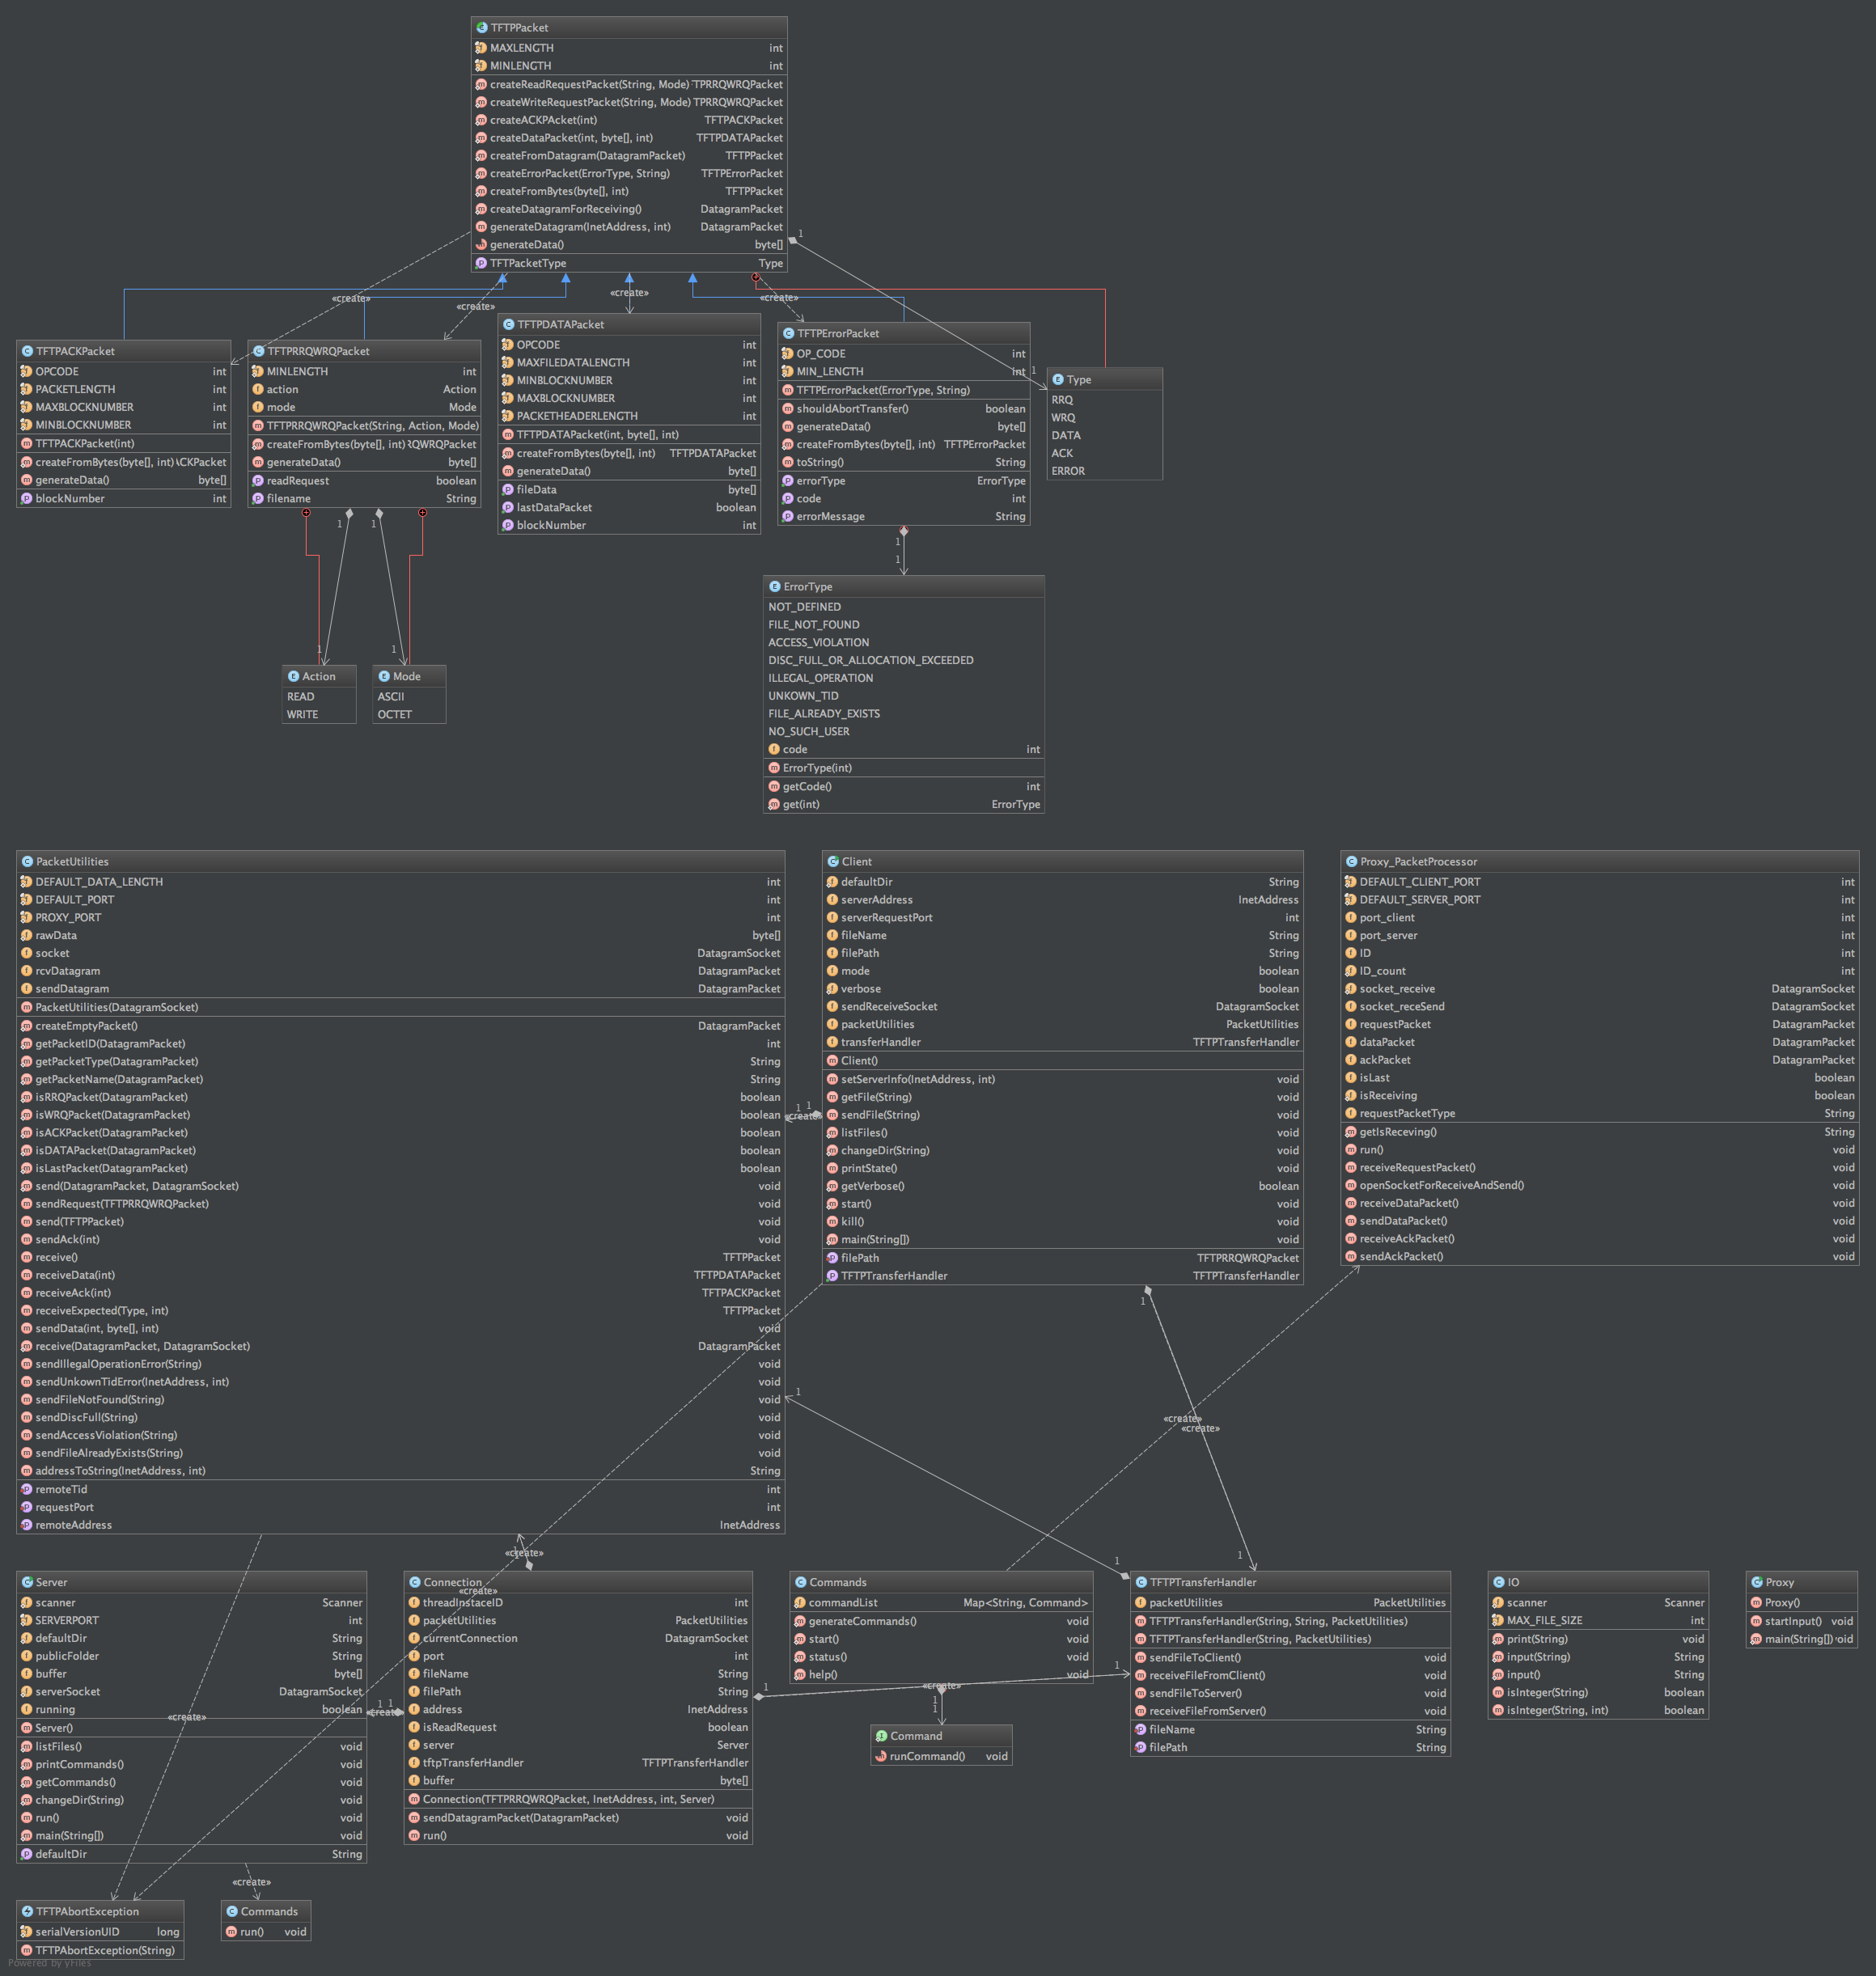 TFTPPacket
MAXLENGTH int
MINLENGTH int
createReadRequestPacket(String, Mode) TPRRQWRQPacket
createWriteRequestPacket(String, Mode) TPRRQWRQPacket
createACKPAcket(int) TFTPACKPacket
createDataPacket(int, byte[], int) TFTPDATAPacket
createFromDatagram(DatagramPacket) TFTPPacket
createErrorPacket(ErrorType, String) TFTPErrorPacket
createFromBytes(byte[], int) TFTPPacket
createDatagramForReceiving() DatagramPacket
generateDatagram(InetAddress, int) DatagramPacket
generateData() byte[]
TFTPacketType Type
1
«create»
«create»
«create»
«create»
1
TFTPACKPacket
OPCODE int
PACKETLENGTH int
MAXBLOCKNUMBER int
MINBLOCKNUMBER int
TFTPACKPacket(int)
createFromBytes(byte[], int) \CKPacket
generateData() byte[]
blockNumber int
TFTPRRQWRQPacket
MINLENGTH int
action Action
mode Mode
TFTPRRQWRQPacket(String, Action, Mode)
createFromBytes(byte[], int) RQWRQPacket
generateData() byte[]
readRequest boolean
filename String
TFTPDATAPacket
OPCODE int
MAXFILEDATALENGTH int
MINBLOCKNUMBER int
MAXBLOCKNUMBER int
PACKETHEADERLENGTH int
TFTPDATAPacket(int, byte[], int)
createFromBytes(byte[], int) TFTPDATAPacket
generateData() byte[]
fileData byte[]
lastDataPacket boolean
blockNumber int
TFTPErrorPacket
OP_CODE int
MIN_LENGTH int
TFTPErrorPacket(ErrorType, String)
shouldAbortTransfer() boolean
generateData() byte[]
createFromBytes(byte[], int) TFTPErrorPacket
toString() String
errorType ErrorType
code int
errorMessage String
Type
RRQ
WRQ
DATA
ACK
ERROR
1
1
1
1
1
1
Action
READ
WRITE
Mode
ASCII
OCTET
ErrorType
NOT_DEFINED
FILE_NOT_FOUND
ACCESS_VIOLATION
DISC_FULL_OR_ALLOCATION_EXCEEDED
ILLEGAL_OPERATION
UNKOWN_TID
FILE_ALREADY_EXISTS
NO_SUCH_USER
code int
ErrorType(int)
getCode() int
get(int) ErrorType
PacketUtilities
DEFAULT_DATA_LENGTH int
DEFAULT_PORT int
PROXY_PORT int
rawData byte[]
socket DatagramSocket
rcvDatagram DatagramPacket
sendDatagram DatagramPacket
PacketUtilities(DatagramSocket)
createEmptyPacket() DatagramPacket
getPacketID(DatagramPacket) int
getPacketType(DatagramPacket) String
getPacketName(DatagramPacket) String
isRRQPacket(DatagramPacket) boolean
isWRQPacket(DatagramPacket) boolean
isACKPacket(DatagramPacket) boolean
isDATAPacket(DatagramPacket) boolean
isLastPacket(DatagramPacket) boolean
send(DatagramPacket, DatagramSocket) void
sendRequest(TFTPRRQWRQPacket) void
send(TFTPPacket) void
sendAck(int) void
receive() TFTPPacket
receiveData(int) TFTPDATAPacket
receiveAck(int) TFTPACKPacket
receiveExpected(Type, int) TFTPPacket
sendData(int, byte[], int) void
receive(DatagramPacket, DatagramSocket) DatagramPacket
sendIllegalOperationError(String) void
sendUnkownTidError(InetAddress, int) void
sendFileNotFound(String) void
sendDiscFull(String) void
sendAccessViolation(String) void
sendFileAlreadyExists(String) void
addressToString(InetAddress, int) String
remoteTid int
requestPort int
remoteAddress InetAddress
1 1
«create»
Client
defaultDir String
serverAddress InetAddress
serverRequestPort int
fileName String
filePath String
mode boolean
verbose boolean
sendReceiveSocket DatagramSocket
packetUtilities PacketUtilities
transferHandler TFTPTransferHandler
Client()
setServerInfo(InetAddress, int) void
getFile(String) void
sendFile(String) void
listFiles() void
changeDir(String) void
printState() void
getVerbose() boolean
start() void
kill() void
main(String[]) void
filePath TFTPRRQWRQPacket
TFTPTransferHandler TFTPTransferHandler
Proxy_PacketProcessor
DEFAULT_CLIENT_PORT int
DEFAULT_SERVER_PORT int
port_client int
port_server int
ID int
ID_count int
socket_receive DatagramSocket
socket_receSend DatagramSocket
requestPacket DatagramPacket
dataPacket DatagramPacket
ackPacket DatagramPacket
isLast boolean
isReceiving boolean
requestPacketType String
getIsReceving() String
run() void
receiveRequestPacket() void
openSocketForReceiveAndSend() void
receiveDataPacket() void
sendDataPacket() void
receiveAckPacket() void
sendAckPacket() void
1
1
«create»
«create»
«create»
1
1
1
Server
scanner Scanner
SERVERPORT int
defaultDir String
publicFolder String
buffer byte[]
serverSocket DatagramSocket
running boolean
Server()
listFiles() void
printCommands() void
getCommands() void
changeDir(String) void
run() void
main(String[]) void
defaultDir String
«create»
1 1
«create»
Connection
«create»
threadInstaceID int
packetUtilities PacketUtilities
currentConnection DatagramSocket
port int
fileName String
filePath String
address InetAddress
isReadRequest boolean
server Server
tftpTransferHandler TFTPTransferHandler
buffer byte[]
Connection(TFTPRRQWRQPacket, InetAddress, int, Server)
sendDatagramPacket(DatagramPacket) void
run() void
Commands
commandList Map<String, Command>
generateCommands() void
start() void
status() void
help() void
1
1
«create»
1
1
Command
runCommand() void
TFTPTransferHandler
packetUtilities PacketUtilities
TFTPTransferHandler(String, String, PacketUtilities)
TFTPTransferHandler(String, PacketUtilities)
sendFileToClient() void
receiveFileFromClient() void
sendFileToServer() void
receiveFileFromServer() void
fileName String
filePath String
IO
scanner Scanner
MAX_FILE_SIZE int
print(String) void
input(String) String
input() String
isInteger(String) boolean
isInteger(String, int) boolean
Proxy
Proxy()
startInput() void
main(String[]) void
«create»
TFTPAbortException
serialVersionUID long
TFTPAbortException(String)
Commands
run() void
Powered by yFiles